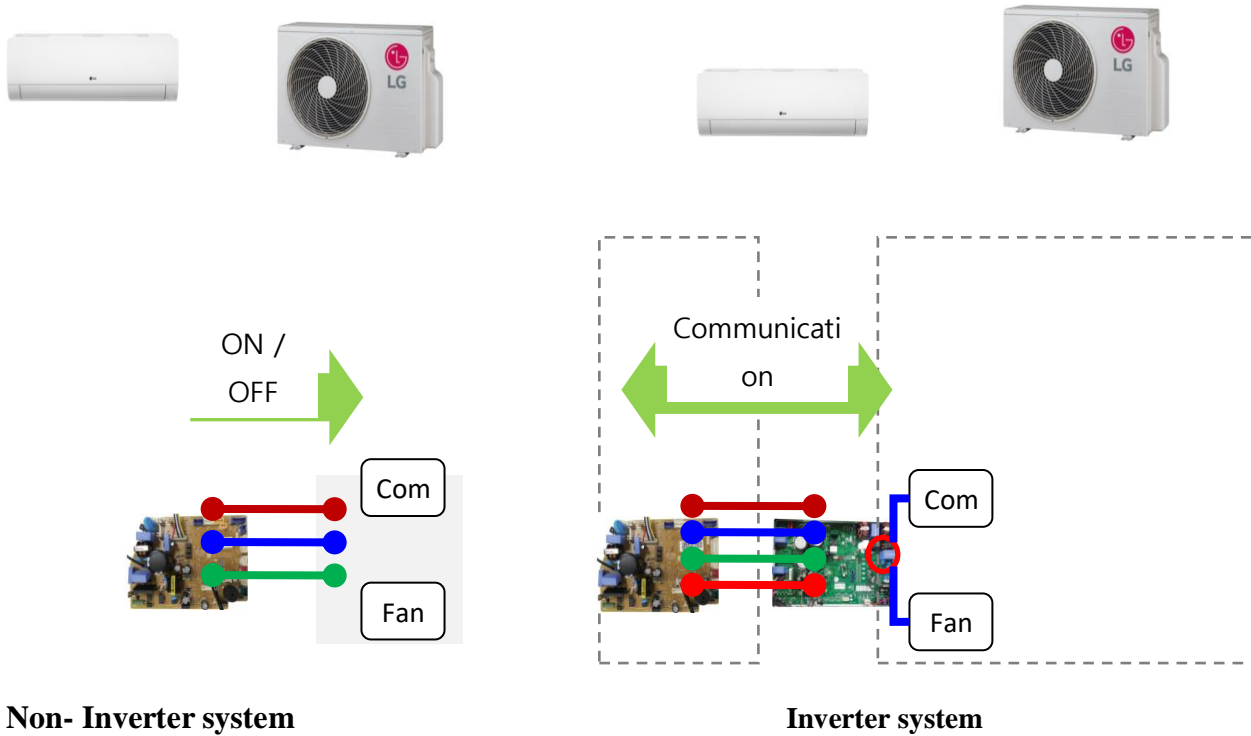 LG
LG
ON /
OFF
Com
Fan
Communicati
on
Com
Fan
Non- Inverter system
Inverter system